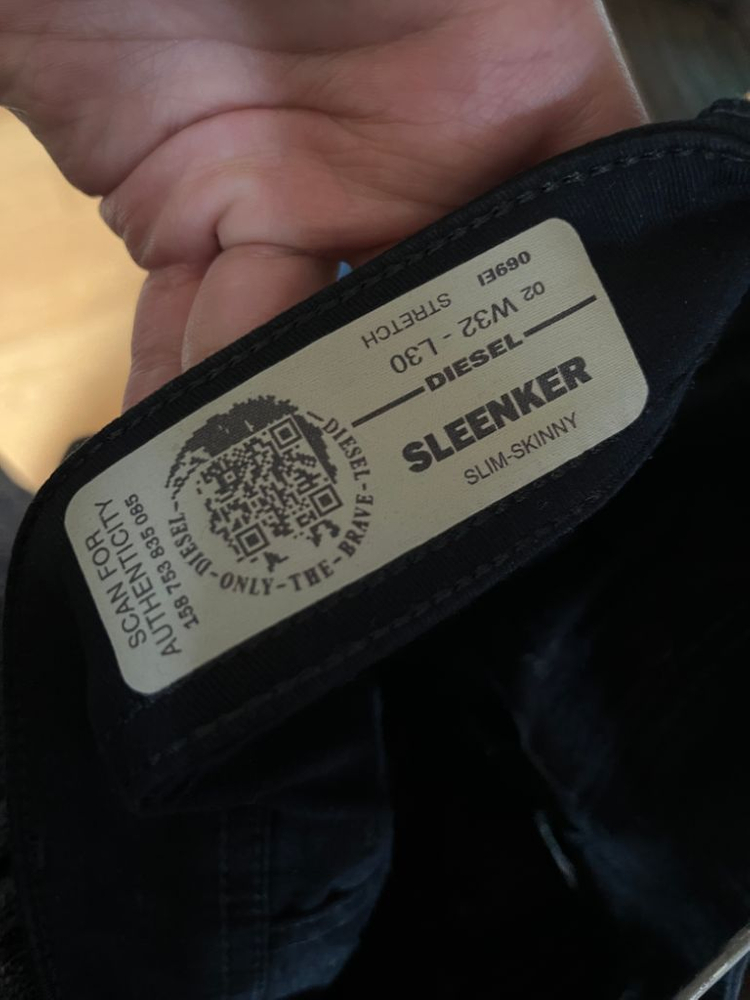 SCAN FOR
AUTHENTICITY
158 753 835 085
DIESEL-ONLY-THE-BRAVE-DIESEL-
069EI
02 W32 - L30
STRETCH
DIESEL
SLEENKER
SLIM-SKINNY